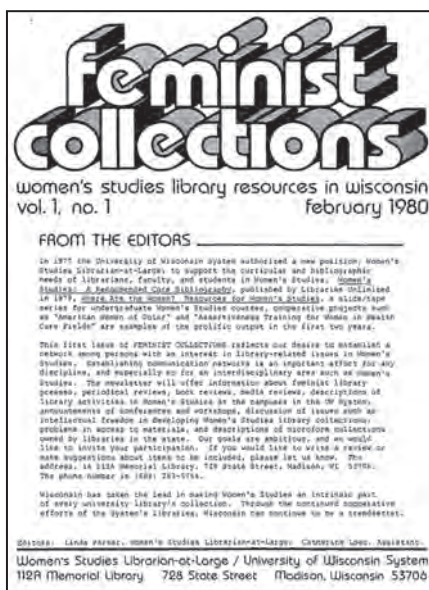 feminist
collections
women's studies library resources in wisconsin
vol. 1, no. 1 february 1980
FROM THE EDITORS
In 1977 the University of Wisconsin System authorized a new position, Women's
Studies Librarian-at-Large, to support the curricular and bibliographic
needs of librarians, faculty, and students in Women's Studies. Women's
Studies: A Recommended Core Bibliography, published by Libraries Unlimited
in 1979, Where Are the Women? Resources for Women's Studies, a slide/tape
series for undergraduate Women's Studies courses, cooperative projects such
as "American Women of Color" and "Assertiveness Training for Women in Health
Care Fields" are examples of the prolific output in the first two years.
This first issue of FEMINIST COLLECTIONS reflects our desire to establish a
network among persons with an interest in library-related issues in Women's
Studies. Establishing communication networks is an important effort for any
discipline, and especially so for an interdisciplinary area such as Women's
Studies. The newsletter will offer information about feminist library
presses, periodical reviews, book reviews, media reviews, descriptions of
library activities in Women's Studies on the campuses in the UW System,
announcements of conferences and workshops, discussion of issues such as
intellectual freedom in developing Women's Studies library collections,
problems in access to materials, and descriptions of microform collections
owned by libraries in the state. Our goals are ambitious, and we would
like to invite your participation. If you would like to write a review or
make suggestions about items to be included, please let us know. The
address, is 112A Memorial Library, 728 State Street, Madison, WI 53706.
The phone number is (608) 263-5754.
Wisconsin has taken the lead in making Women's Studies an intrinsic part
of every university library's collection. Through the continued cooperative
efforts of the System's libraries, Wisconsin can continue to be a trendsetter.
Editors: Linda Parker, Women's Studies Librarian-at-Large; Catherine Loeb, Assistant.
Women's Studies Librarian-at-Large / University of Wisconsin System
112A Memorial Library 728 State Street Madison, Wisconsin 53706